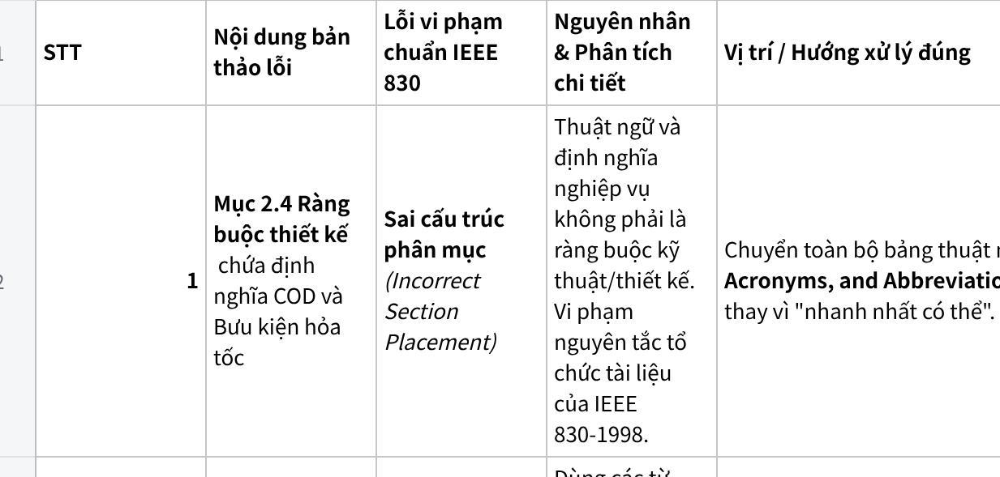 1
STT
Nội dung bản
thảo lỗi
Lỗi vi phạm
chuẩn IEEE
830
Nguyên nhân
& Phân tích
chi tiết
Vị trí / Hướng xử lý đúng
2
1
Mục 2.4 Ràng
buộc thiết kế
chứa định
nghĩa COD và
Bưu kiện hỏa
tốc
Sai cấu trúc
phân mục
(Incorrect
Section
Placement)
Thuật ngữ và
định nghĩa
nghiệp vụ
không phải là
ràng buộc kỹ
thuật/thiết kế.
Vi phạm
nguyên tắc tổ
chức tài liệu
của IEEE
830-1998.
Chuyển toàn bộ bảng thuật
Acronyms, and
thay vì "nhanh nhất có thể".
Dùng các từ